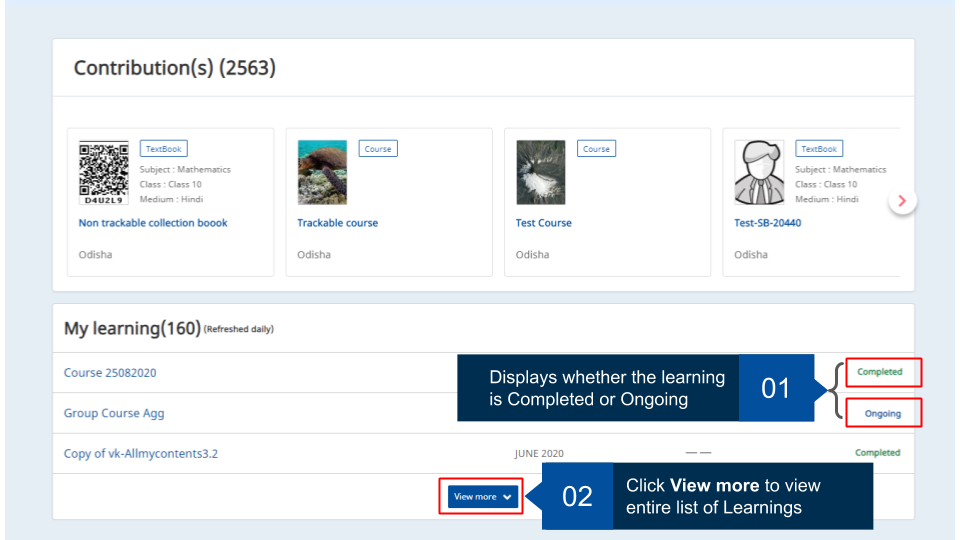 Contribution(s) (2563)
TextBook
Subject : Mathematics
Class : Class 10
Medium : Hindi
D4U2L9
Non trackable collection boook
Odisha
Course
Trackable course
Odisha
Course
Test Course
Odisha
TextBook
Subject : Mathematics
Class : Class 10
Medium : Hindi
Test-SB-20440
Odisha
My learning(160) (Refreshed daily)
Course 25082020
Completed
Displays whether the learning
is Completed or Ongoing
01
Group Course Agg
Ongoing
Copy of vk-Allmycontents3.2
JUNE 2020
— —
Completed
View more
02
Click View more to view
entire list of Learnings